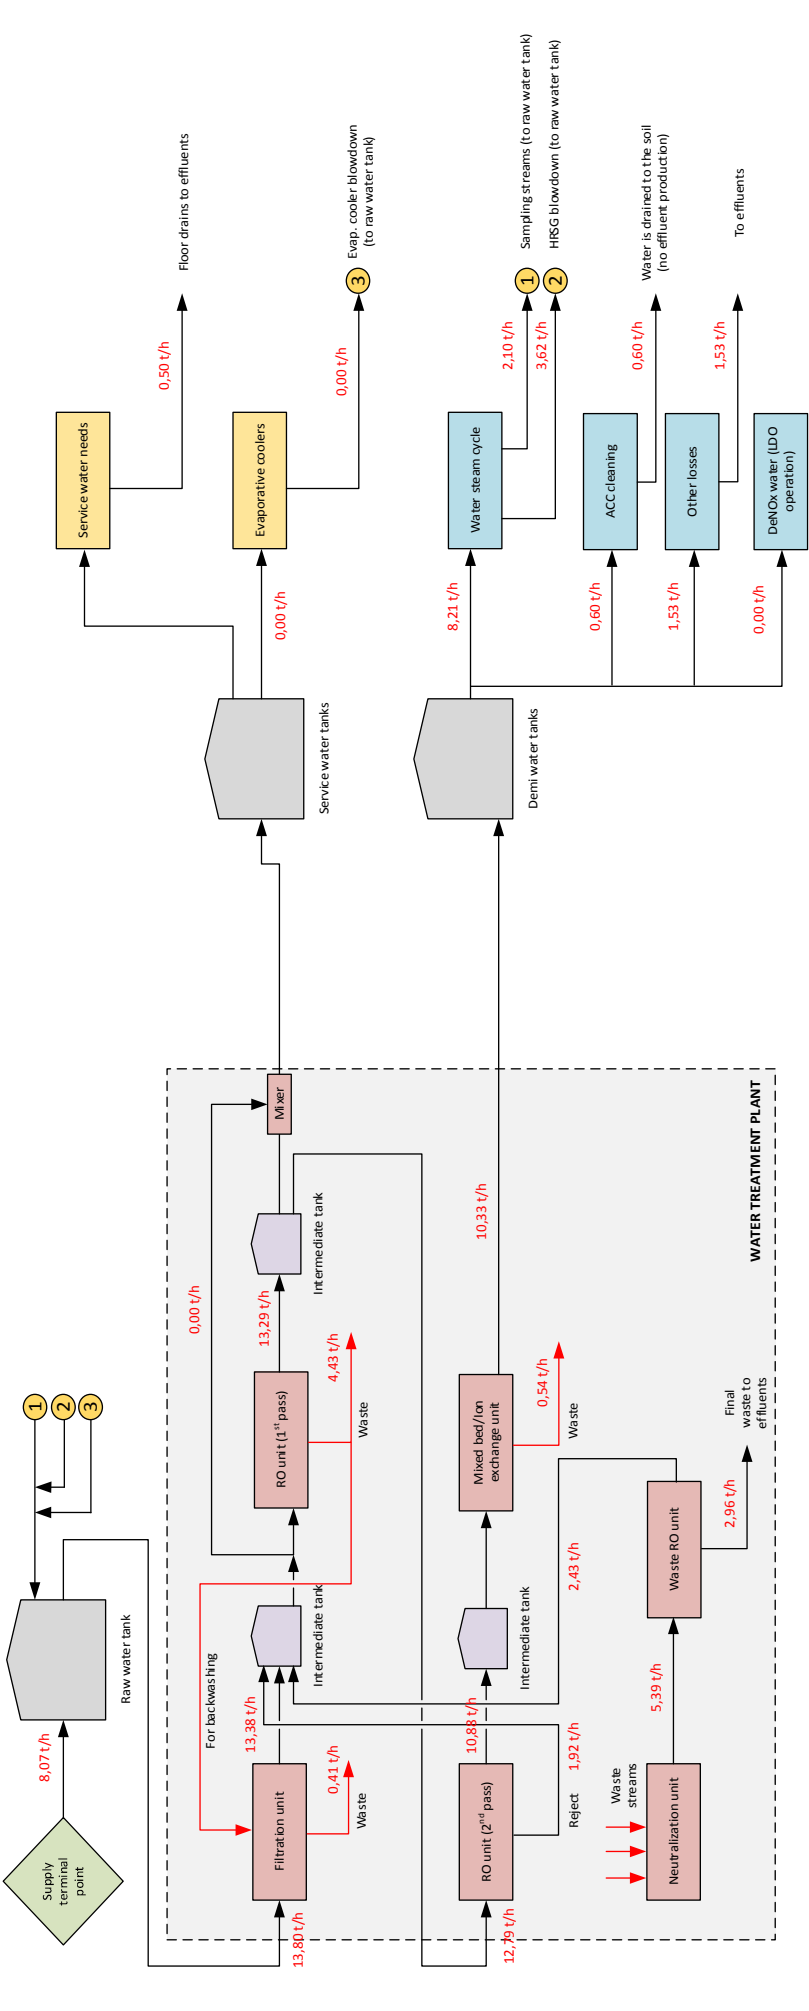 Supply
terminal
point
8,07 t/h
Raw water tank
1
2
3
13,80 t/h
WATER TREATMENT PLANT
Filtration unit
0,41 t/h
Waste
For backwashing
13,38 t/h
Intermediate tank
0,00 t/h
RO unit (1st pass)
4,43 t/h
Waste
13,29 t/h
Intermediate tank
Mixer
12,79 t/h
RO unit (2nd pass)
Reject
1,92 t/h
10,88 t/h
Intermediate tank
Mixed bed/Ion
exchange unit
0,54 t/h
Waste
10,33 t/h
Waste
streams
Neutralization unit
5,39 t/h
Waste RO unit
2,43 t/h
2,96 t/h
Final
waste to
effluents
Service water tanks
Service water needs
0,50 t/h
Floor drains to effluents
0,00 t/h
Evaporative coolers
0,00 t/h
3
Evap. cooler blowdown
(to raw water tank)
Demi water tanks
8,21 t/h
Water steam cycle
2,10 t/h
1
Sampling streams (to raw water tank)
3,62 t/h
2
HRSG blowdown (to raw water tank)
0,60 t/h
ACC cleaning
0,60 t/h
Water is drained to the soil
(no effluent production)
1,53 t/h
Other losses
1,53 t/h
To effluents
0,00 t/h
DeNOx water (LDO
operation)